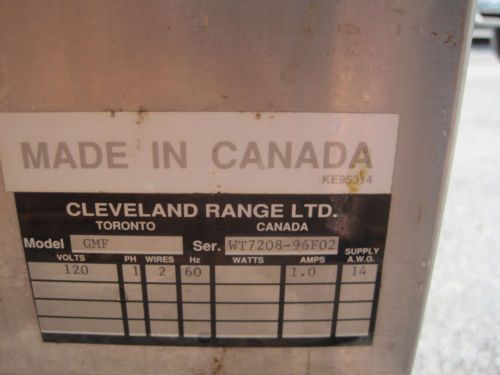 MADE IN CANADA
KE95314
CLEVELAND RANGE LTD.
TORONTO CANADA
Model GMF Ser. WT7208-96F02
VOLTS PH WIRES Hz WATTS AMPS SUPPLY A.W.G.
120 1 2 60 1.0 14